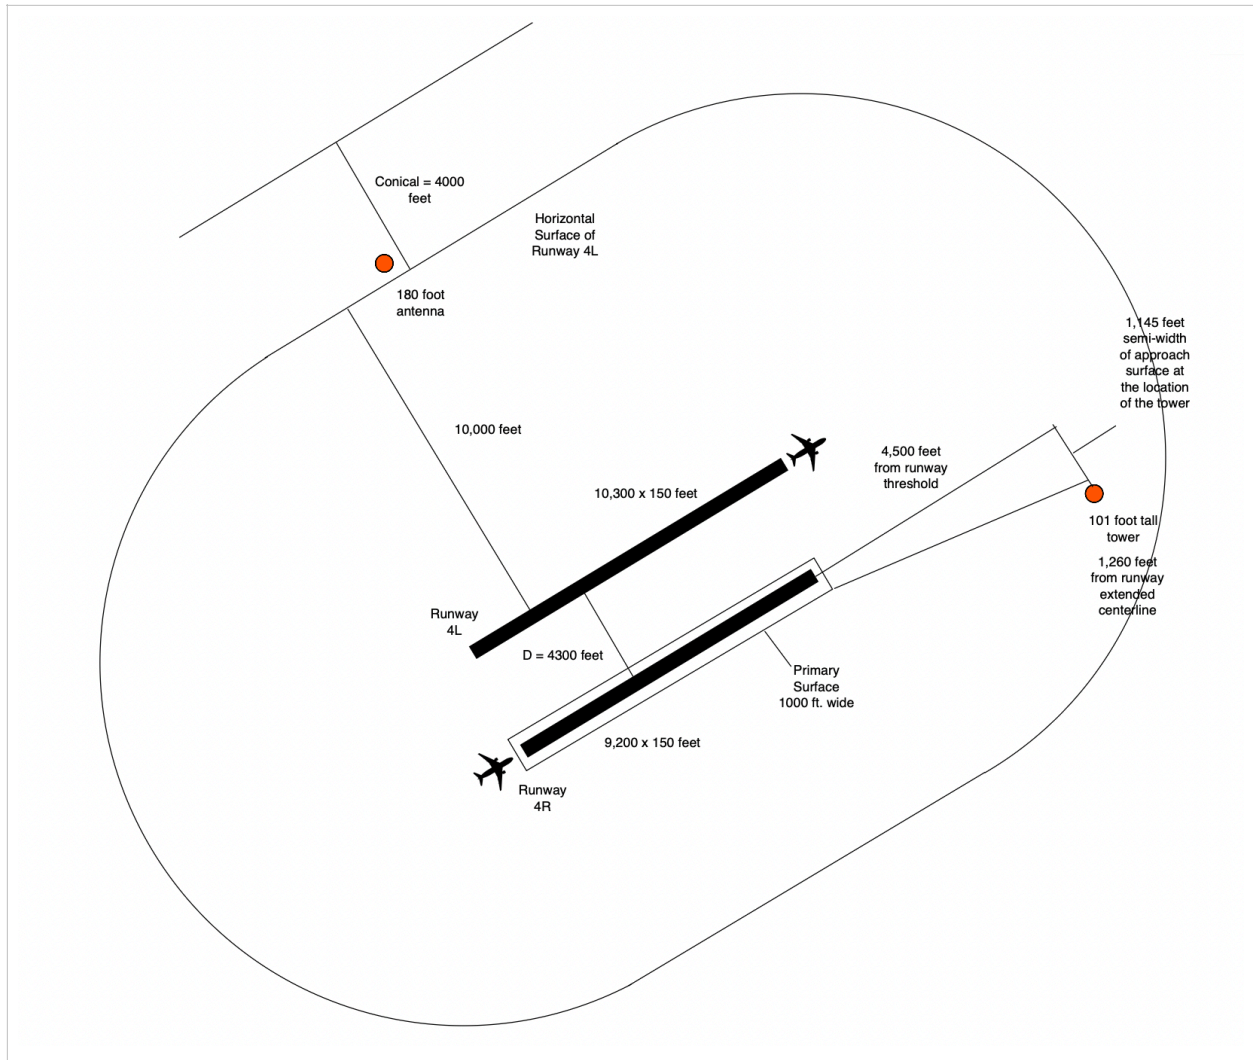 Conical = 4000
feet
Horizontal
Surface of
Runway 4L
180 foot
antenna
1,145 feet
semi-width
of approach
surface at
the location
of the tower
10,000 feet
4,500 feet
from runway
threshold
10,300 x 150 feet
101 foot tall
tower
1,260 feet
from runway
extended
centerline
Runway
4L
D = 4300 feet
Primary
Surface
1000 ft. wide
9,200 x 150 feet
Runway
4R